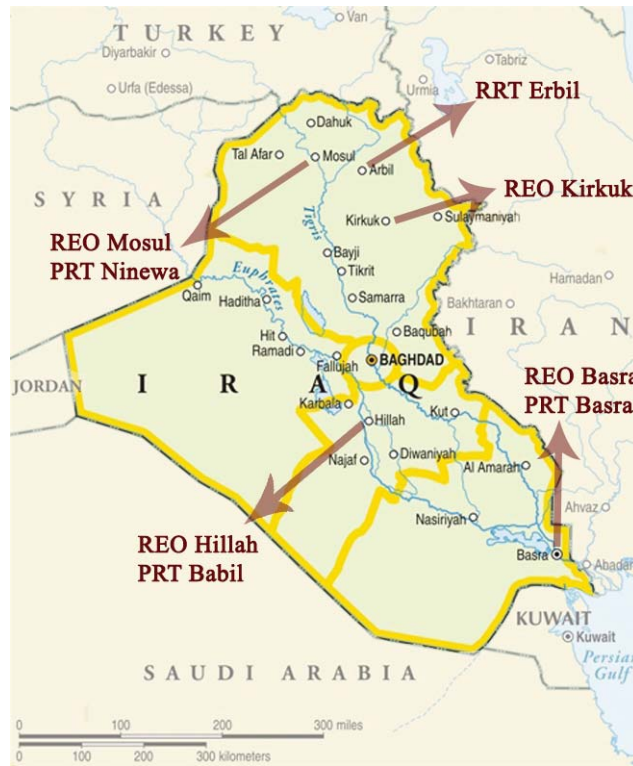 TURKEY
Van
Diyarbakir
Tabriz
Urfa (Edessa)
Urmia
RRT Erbil
Dahuk
Tal Afar
Mosul
Arbil
SYRIA
REO Kirkuk
Kirkuk
Sulaymaniyah
Tigris
REO Mosul
PRT Ninewa
Bayji
Tikrit
Hamadan
Euphrates
Qaim
Haditha
Samarra
Bakhtaran
IRAN
Hit
Baqubah
Ramadi
Fallujah
BAGHDAD
JORDAN
IRAQ
REO Basra
PRT Basra
Karbala
Hillah
Kut
Najaf
Diwaniyah
Al Amarah
Nasiriyah
Ahvaz
REO Hillah
PRT Babil
Basra
Abadan
KUWAIT
Kuwait
SAUDI ARABIA
Persian
Gulf
0 100 200 300 miles
0 100 200 300 kilometers